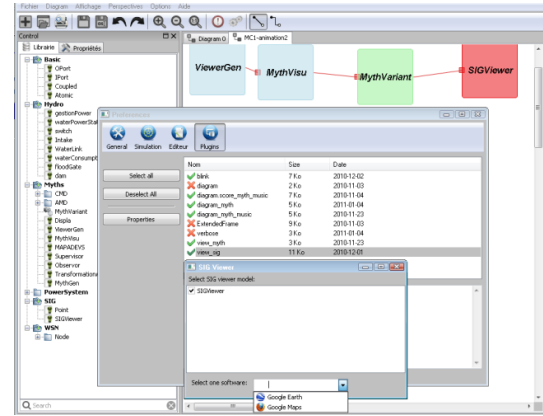 Fichier Diagram Affichage Perspectives Options Aide
Control
Librairie Propriétés
Diagram 0 MC1-animation2
Basic
OPort
IPort
Coupled
Atomic
Hydro
gestionPower
waterPowerStat
switch
Intake
WaterLink
waterConsumpt
floodGate
dam
Myths
CMD
AMD
MythVariant
Displa
ViewerGen
MythVisu
MAPADEVS
Supervisor
Observor
Transformation
MythGen
PowerSystem
SIG
Point
SIGViewer
WSN
Node
Search
ViewerGen
MythVisu
MythVariant
SIGViewer
Preferences
General Simulation Editeur Plugins
Select all
Deselect All
Properties
Nom Size Date
blink 7 Ko 2010-12-02
diagram 2 Ko 2010-11-03
diagram.score_myth_music 7 Ko 2010-11-04
diagram_myth 5 Ko 2011-01-04
diagram_myth_music 5 Ko 2010-11-23
ExtendedFrame 9 Ko 2010-11-03
verbose 3 Ko 2011-01-04
view_myth 3 Ko 2010-11-23
view_sig 11 Ko 2010-12-01
SIG Viewer
Select SIG viewer model:
SIGViewer
Select one software:
Google Earth
Google Maps